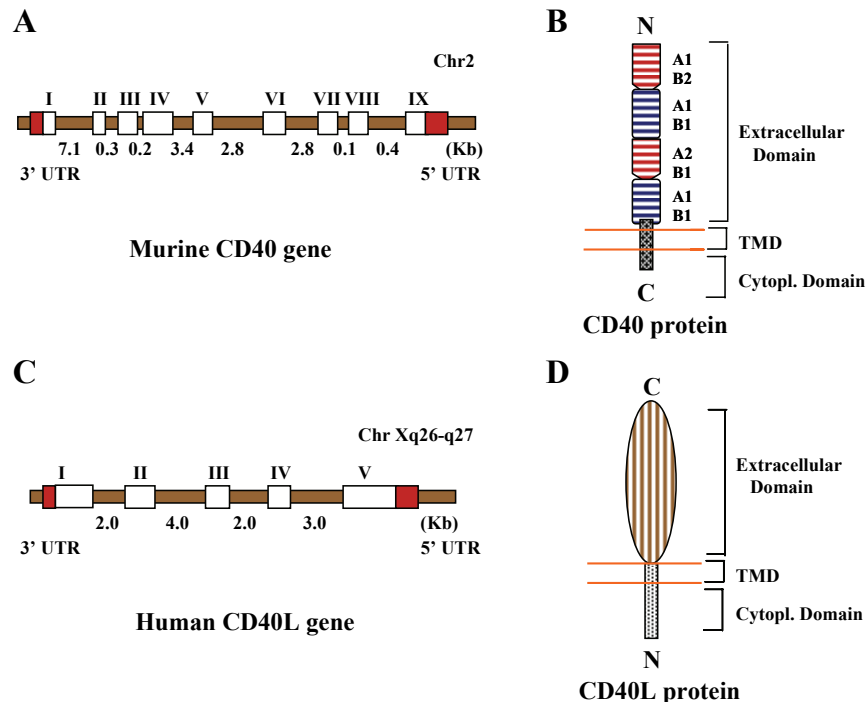 A
Chr2
I II III IV V VI VII VIII IX
7.1 0.3 0.2 3.4 2.8 2.8 0.1 0.4 (Kb)
3’ UTR 5’ UTR
Murine CD40 gene
B
N
A1
B2
A1
B1
A2
B1
A1
B1
Extracellular
Domain
TMD
Cytopl. Domain
C
CD40 protein
C
Chr Xq26-q27
I II III IV V
2.0 4.0 2.0 3.0 (Kb)
3’ UTR 5’ UTR
Human CD40L gene
D
C
Extracellular
Domain
TMD
Cytopl. Domain
N
CD40L protein